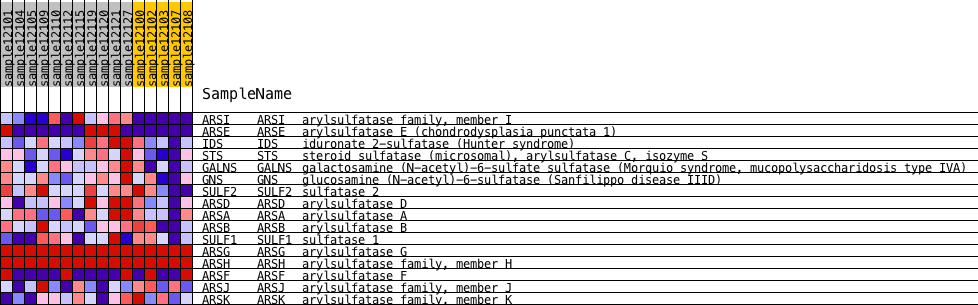 sample12101
sample12104
sample12105
sample12109
sample12110
sample12112
sample12115
sample12119
sample12120
sample12121
sample12127
sample12100
sample12102
sample12103
sample12107
sample12108
SampleName
ARSI ARSI arylsulfatase family, member I
ARSE ARSE arylsulfatase E (chondrodysplasia punctata 1)
IDS IDS iduronate 2-sulfatase (Hunter syndrome)
STS STS steroid sulfatase (microsomal), arylsulfatase C, isozyme S
GALNS GALNS galactosamine (N-acetyl)-6-sulfate sulfatase (Morquio syndrome, mucopolysaccharidosis type IVA)
GNS GNS glucosamine (N-acetyl)-6-sulfatase (Sanfilippo disease IIID)
SULF2 SULF2 sulfatase 2
ARSD ARSD arylsulfatase D
ARSA ARSA arylsulfatase A
ARSB ARSB arylsulfatase B
SULF1 SULF1 sulfatase 1
ARSG ARSG arylsulfatase G
ARSH ARSH arylsulfatase family, member H
ARSF ARSF arylsulfatase F
ARSJ ARSJ arylsulfatase family, member J
ARSK ARSK arylsulfatase family, member K